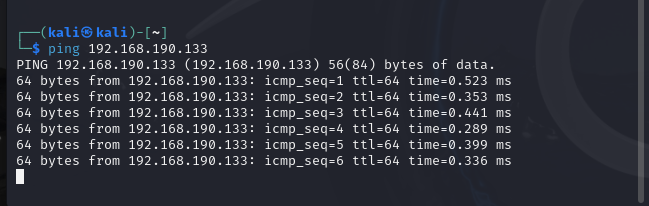 ┌──(kali㉿kali)-[~]
└─$ ping 192.168.190.133
PING 192.168.190.133 (192.168.190.133) 56(84) bytes of data.
64 bytes from 192.168.190.133: icmp_seq=1 ttl=64 time=0.523 ms
64 bytes from 192.168.190.133: icmp_seq=2 ttl=64 time=0.353 ms
64 bytes from 192.168.190.133: icmp_seq=3 ttl=64 time=0.441 ms
64 bytes from 192.168.190.133: icmp_seq=4 ttl=64 time=0.289 ms
64 bytes from 192.168.190.133: icmp_seq=5 ttl=64 time=0.399 ms
64 bytes from 192.168.190.133: icmp_seq=6 ttl=64 time=0.336 ms